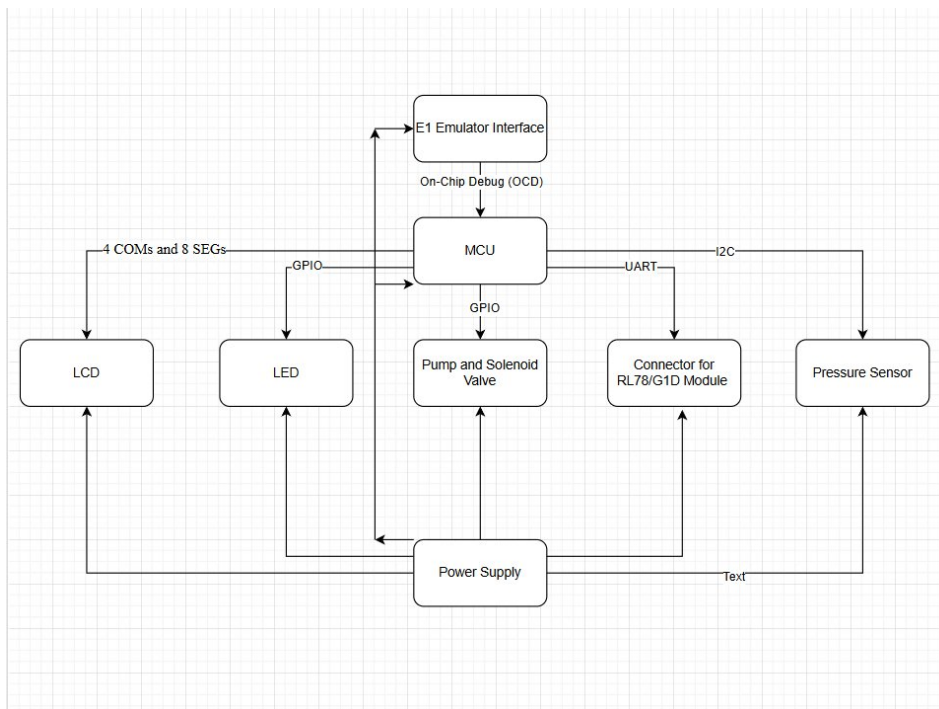 E1 Emulator Interface
On-Chip Debug (OCD)
MCU
4 COMs and 8 SEGs
I2C
GPIO
UART
GPIO
LCD
LED
Pump and Solenoid
Valve
Connector for
RL78/G1D Module
Pressure Sensor
Power Supply
Text